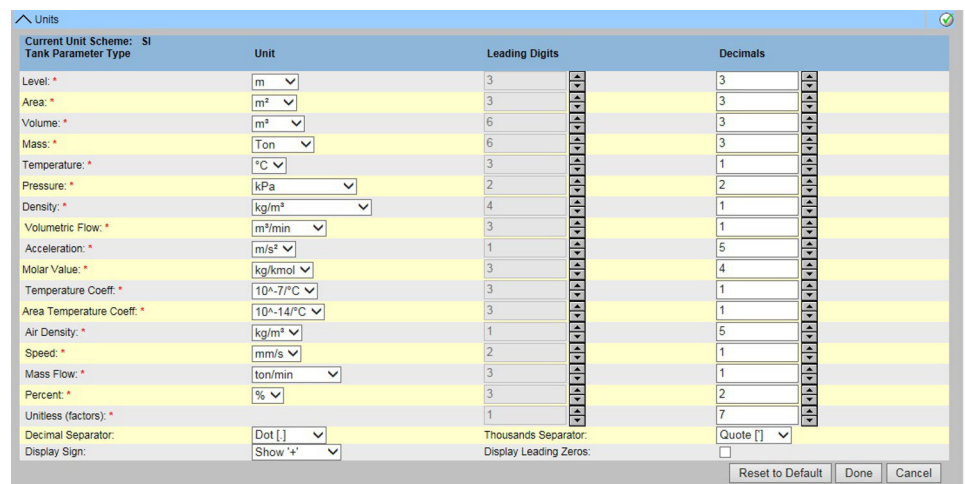 Units
Current Unit Scheme: SI
Tank Parameter Type Unit Leading Digits Decimals
Level: * m 3 3
Area: * m² 3 3
Volume: * m³ 6 3
Mass: * Ton 6 3
Temperature: * °C 3 1
Pressure: * kPa 2 2
Density: * kg/m³ 4 1
Volumetric Flow: * m³/min 3 1
Acceleration: * m/s² 1 5
Molar Value: * kg/kmol 3 4
Temperature Coeff: * 10^-7/°C 3 1
Area Temperature Coeff: * 10^-14/°C 3 1
Air Density: * kg/m³ 1 5
Speed: * mm/s 2 1
Mass Flow: * ton/min 3 1
Percent: * % 3 2
Unitless (factors): * 1 7
Decimal Separator: Dot [.] Thousands Separator: Quote [']
Display Sign: Show '+' Display Leading Zeros:
Reset to Default Done Cancel